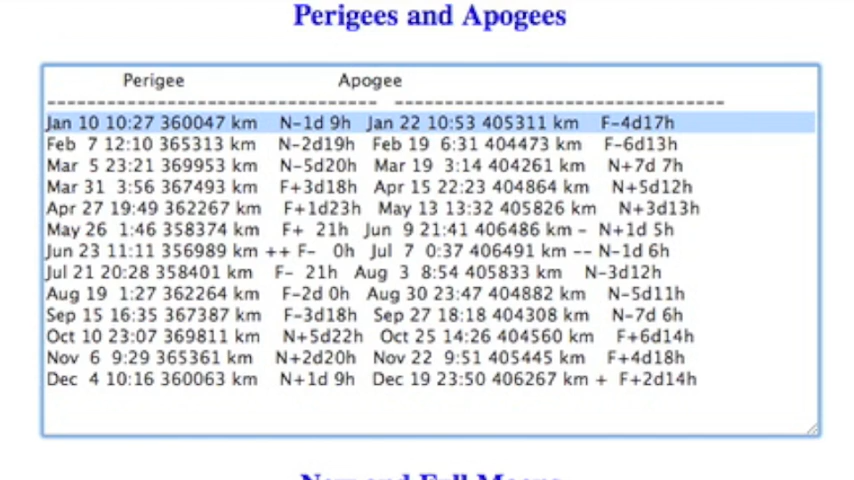 Perigees and Apogees
Perigee Apogee
--------------------------------- ---------------------------------
Jan 10 10:27 360047 km N-1d 9h Jan 22 10:53 405311 km F-4d17h
Feb 7 12:10 365313 km N-2d19h Feb 19 6:31 404473 km F-6d13h
Mar 5 23:21 369953 km N-5d20h Mar 19 3:14 404261 km N+7d 7h
Mar 31 3:56 367493 km F+3d18h Apr 15 22:23 404864 km N+5d12h
Apr 27 19:49 362267 km F+1d23h May 13 13:32 405826 km N+3d13h
May 26 1:46 358374 km F+ 21h Jun 9 21:41 406486 km - N+1d 5h
Jun 23 11:11 356989 km ++ F- 0h Jul 7 0:37 406491 km -- N-1d 6h
Jul 21 20:28 358401 km F- 21h Aug 3 8:54 405833 km N-3d12h
Aug 19 1:27 362264 km F-2d 0h Aug 30 23:47 404882 km N-5d11h
Sep 15 16:35 367387 km F-3d18h Sep 27 18:18 404308 km N-7d 6h
Oct 10 23:07 369811 km N+5d22h Oct 25 14:26 404560 km F+6d14h
Nov 6 9:29 365361 km N+2d20h Nov 22 9:51 405445 km F+4d18h
Dec 4 10:16 360063 km N+1d 9h Dec 19 23:50 406267 km + F+2d14h
New and Full Moons